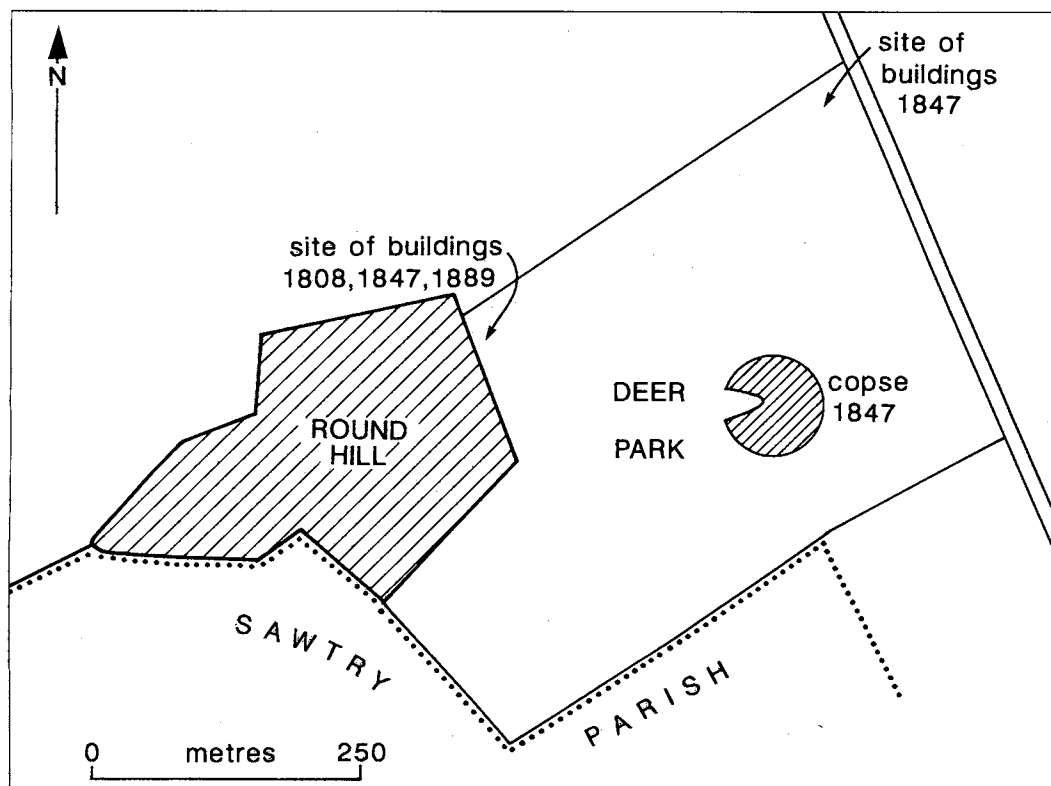 N
site of
buildings
1847
site of buildings
1808,1847,1889
DEER
PARK
copse
1847
ROUND
HILL
SAWTRY
PARISH
0 metres 250